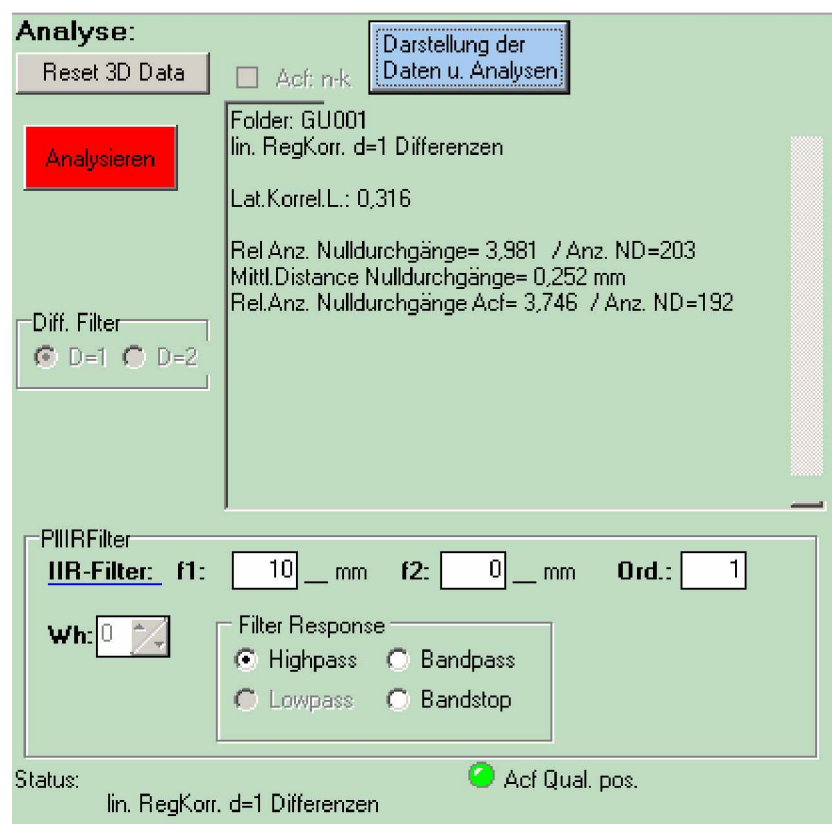 Analyse:
Reset 3D Data
Acf: n-k
Darstellung der
Daten u. Analysen
Analysieren
Folder: GU001
lin. RegKorr. d=1 Differenzen
Lat.Korrel.L.: 0,316
Rel.Anz. Nulldurchgänge= 3,981 / Anz. ND=203
Mittl.Distance Nulldurchgänge= 0,252 mm
Rel.Anz. Nulldurchgänge Acf= 3,746 / Anz. ND=192
Diff. Filter
D=1 D=2
PIIIRFilter
IIR-Filter: f1: 10 __ mm f2: 0 __ mm Ord.: 1
Wh: 0
Filter Response
Highpass Bandpass
Lowpass Bandstop
Status:
Acf Qual. pos.
lin. RegKorr. d=1 Differenzen